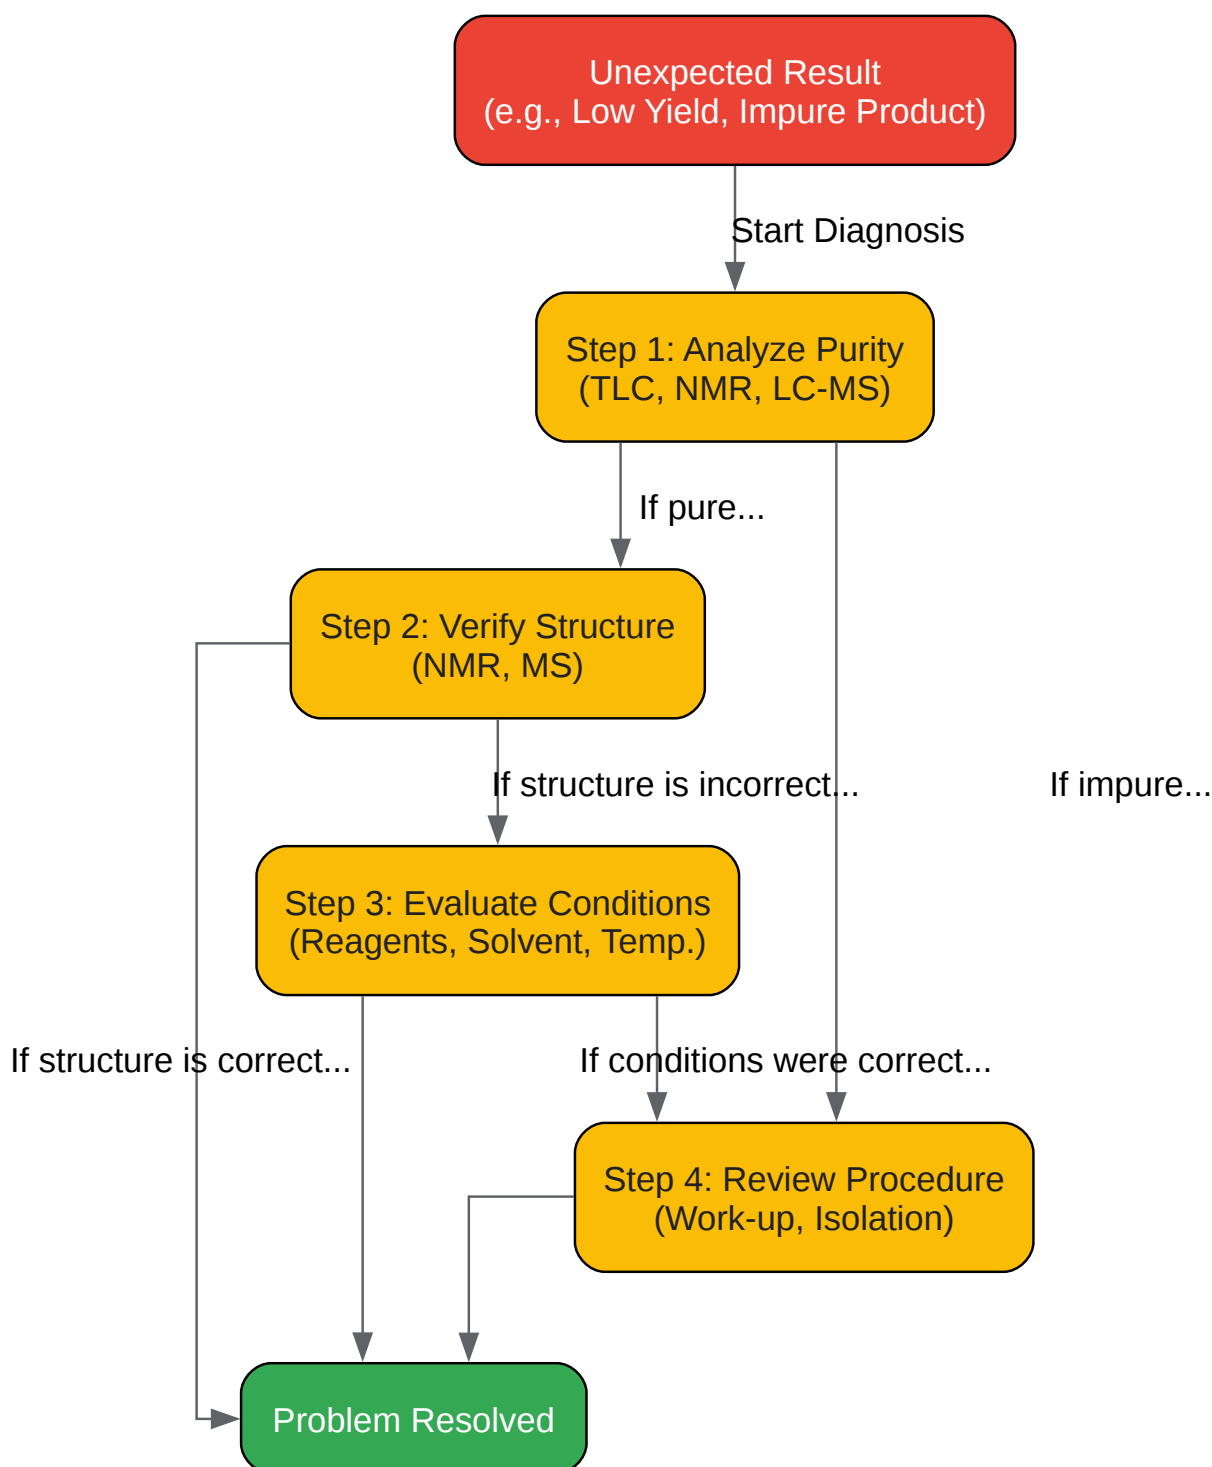 Unexpected Result
(e.g., Low Yield, Impure Product)
Start Diagnosis
Step 1: Analyze Purity
(TLC, NMR, LC-MS)
If pure...
Step 2: Verify Structure
(NMR, MS)
If structure is incorrect...
If impure...
Step 3: Evaluate Conditions
(Reagents, Solvent, Temp.)
If structure is correct...
If conditions were correct...
Step 4: Review Procedure
(Work-up, Isolation)
Problem Resolved